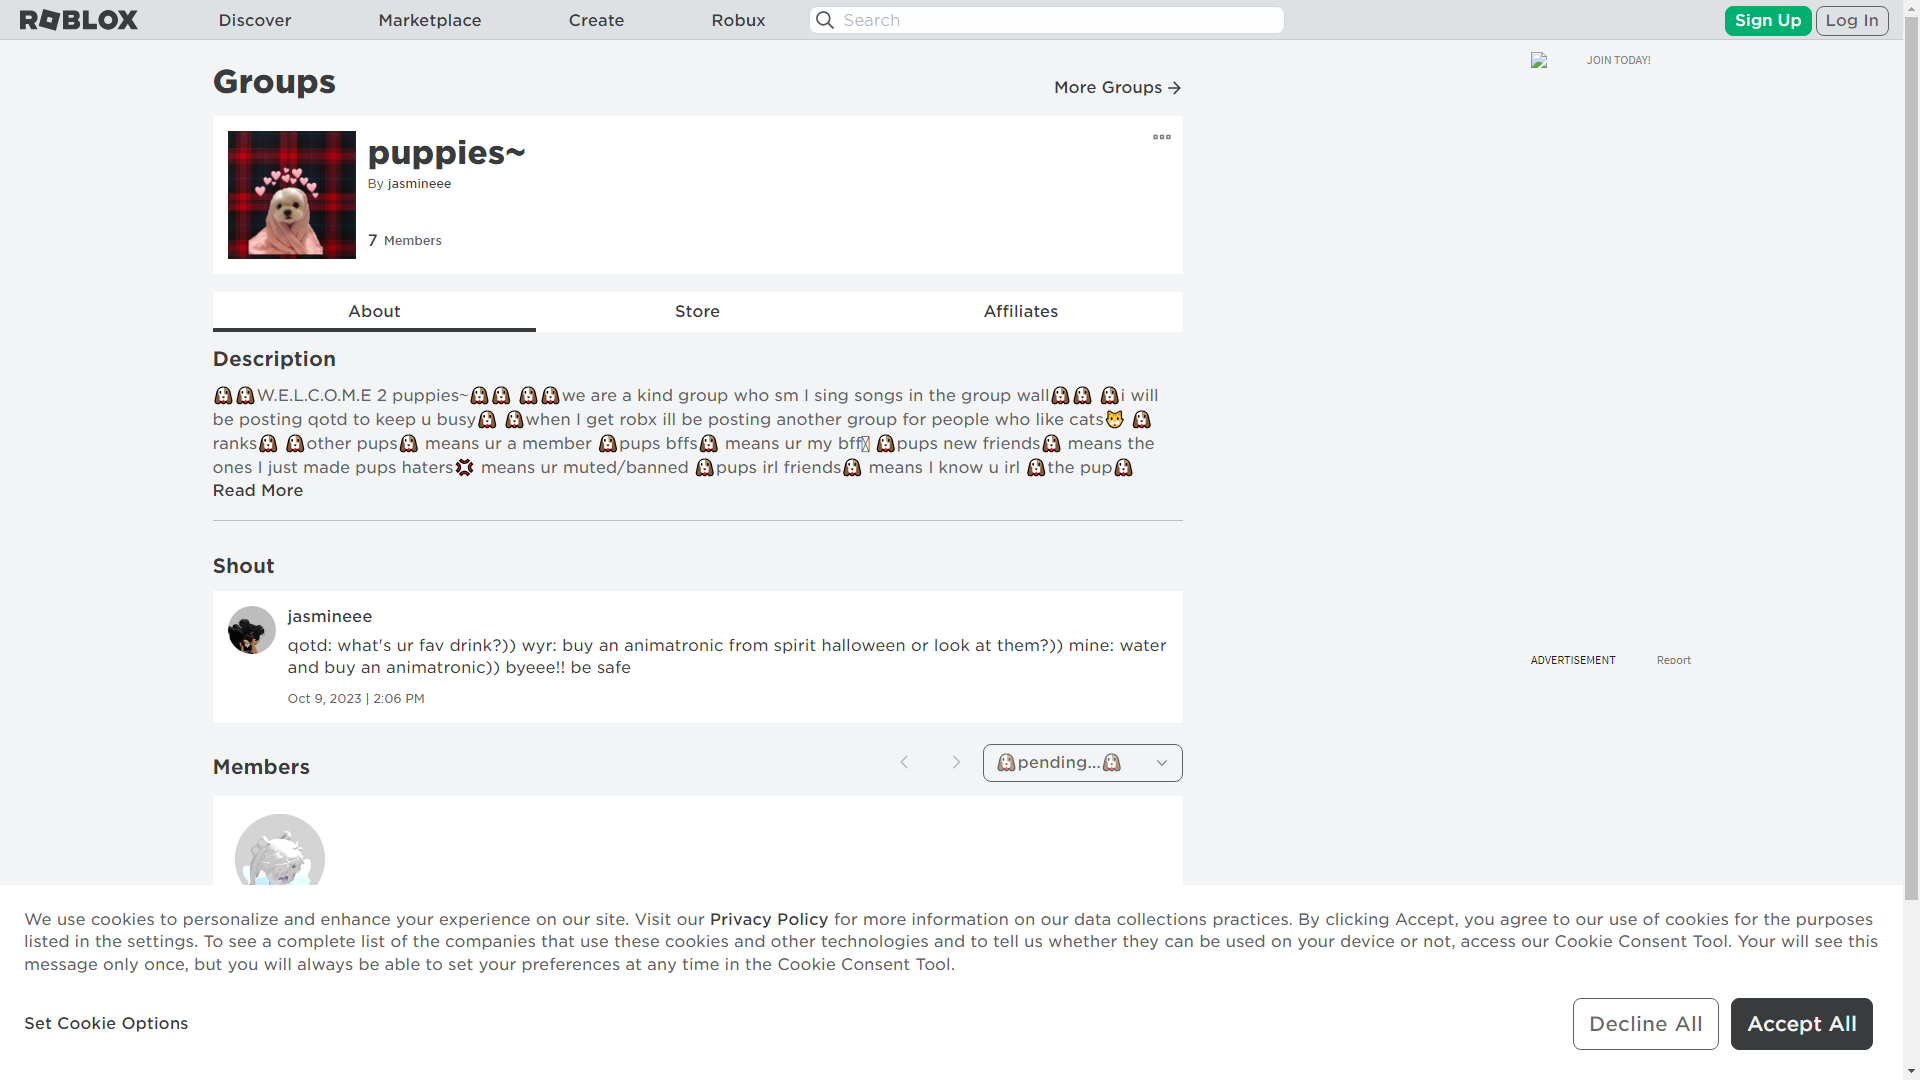 ROBLOX
Discover
Marketplace
Create
Robux
Search
Sign Up
Log In
JOIN TODAY!
Groups
More Groups
puppies~
By jasmineee
7 Members
About
Store
Affiliates
Description
🐶🐶W.E.L.C.O.M.E 2 puppies~🐶🐶 🐶🐶we are a kind group who sm I sing songs in the group wall🐶🐶 🐶i will
be posting qotd to keep u busy🐶 🐶when I get robx ill be posting another group for people who like cats🐱 🐶
ranks🐶 🐶other pups🐶 means ur a member 🐶pups bffs🐶 means ur my bff 🐶pups new friends🐶 means the
ones I just made pups haters💢 means ur muted/banned 🐶pups irl friends🐶 means I know u irl 🐶the pup🐶
Read More
Shout
jasmineee
qotd: what's ur fav drink?)) wyr: buy an animatronic from spirit halloween or look at them?)) mine: water
and buy an animatronic)) byeee!! be safe
Oct 9, 2023 | 2:06 PM
ADVERTISEMENT
Report
Members
🐶pending...🐶
We use cookies to personalize and enhance your experience on our site. Visit our Privacy Policy for more information on our data collections practices. By clicking Accept, you agree to our use of cookies for the purposes
listed in the settings. To see a complete list of the companies that use these cookies and other technologies and to tell us whether they can be used on your device or not, access our Cookie Consent Tool. Your will see this
message only once, but you will always be able to set your preferences at any time in the Cookie Consent Tool.
Set Cookie Options
Decline All
Accept All